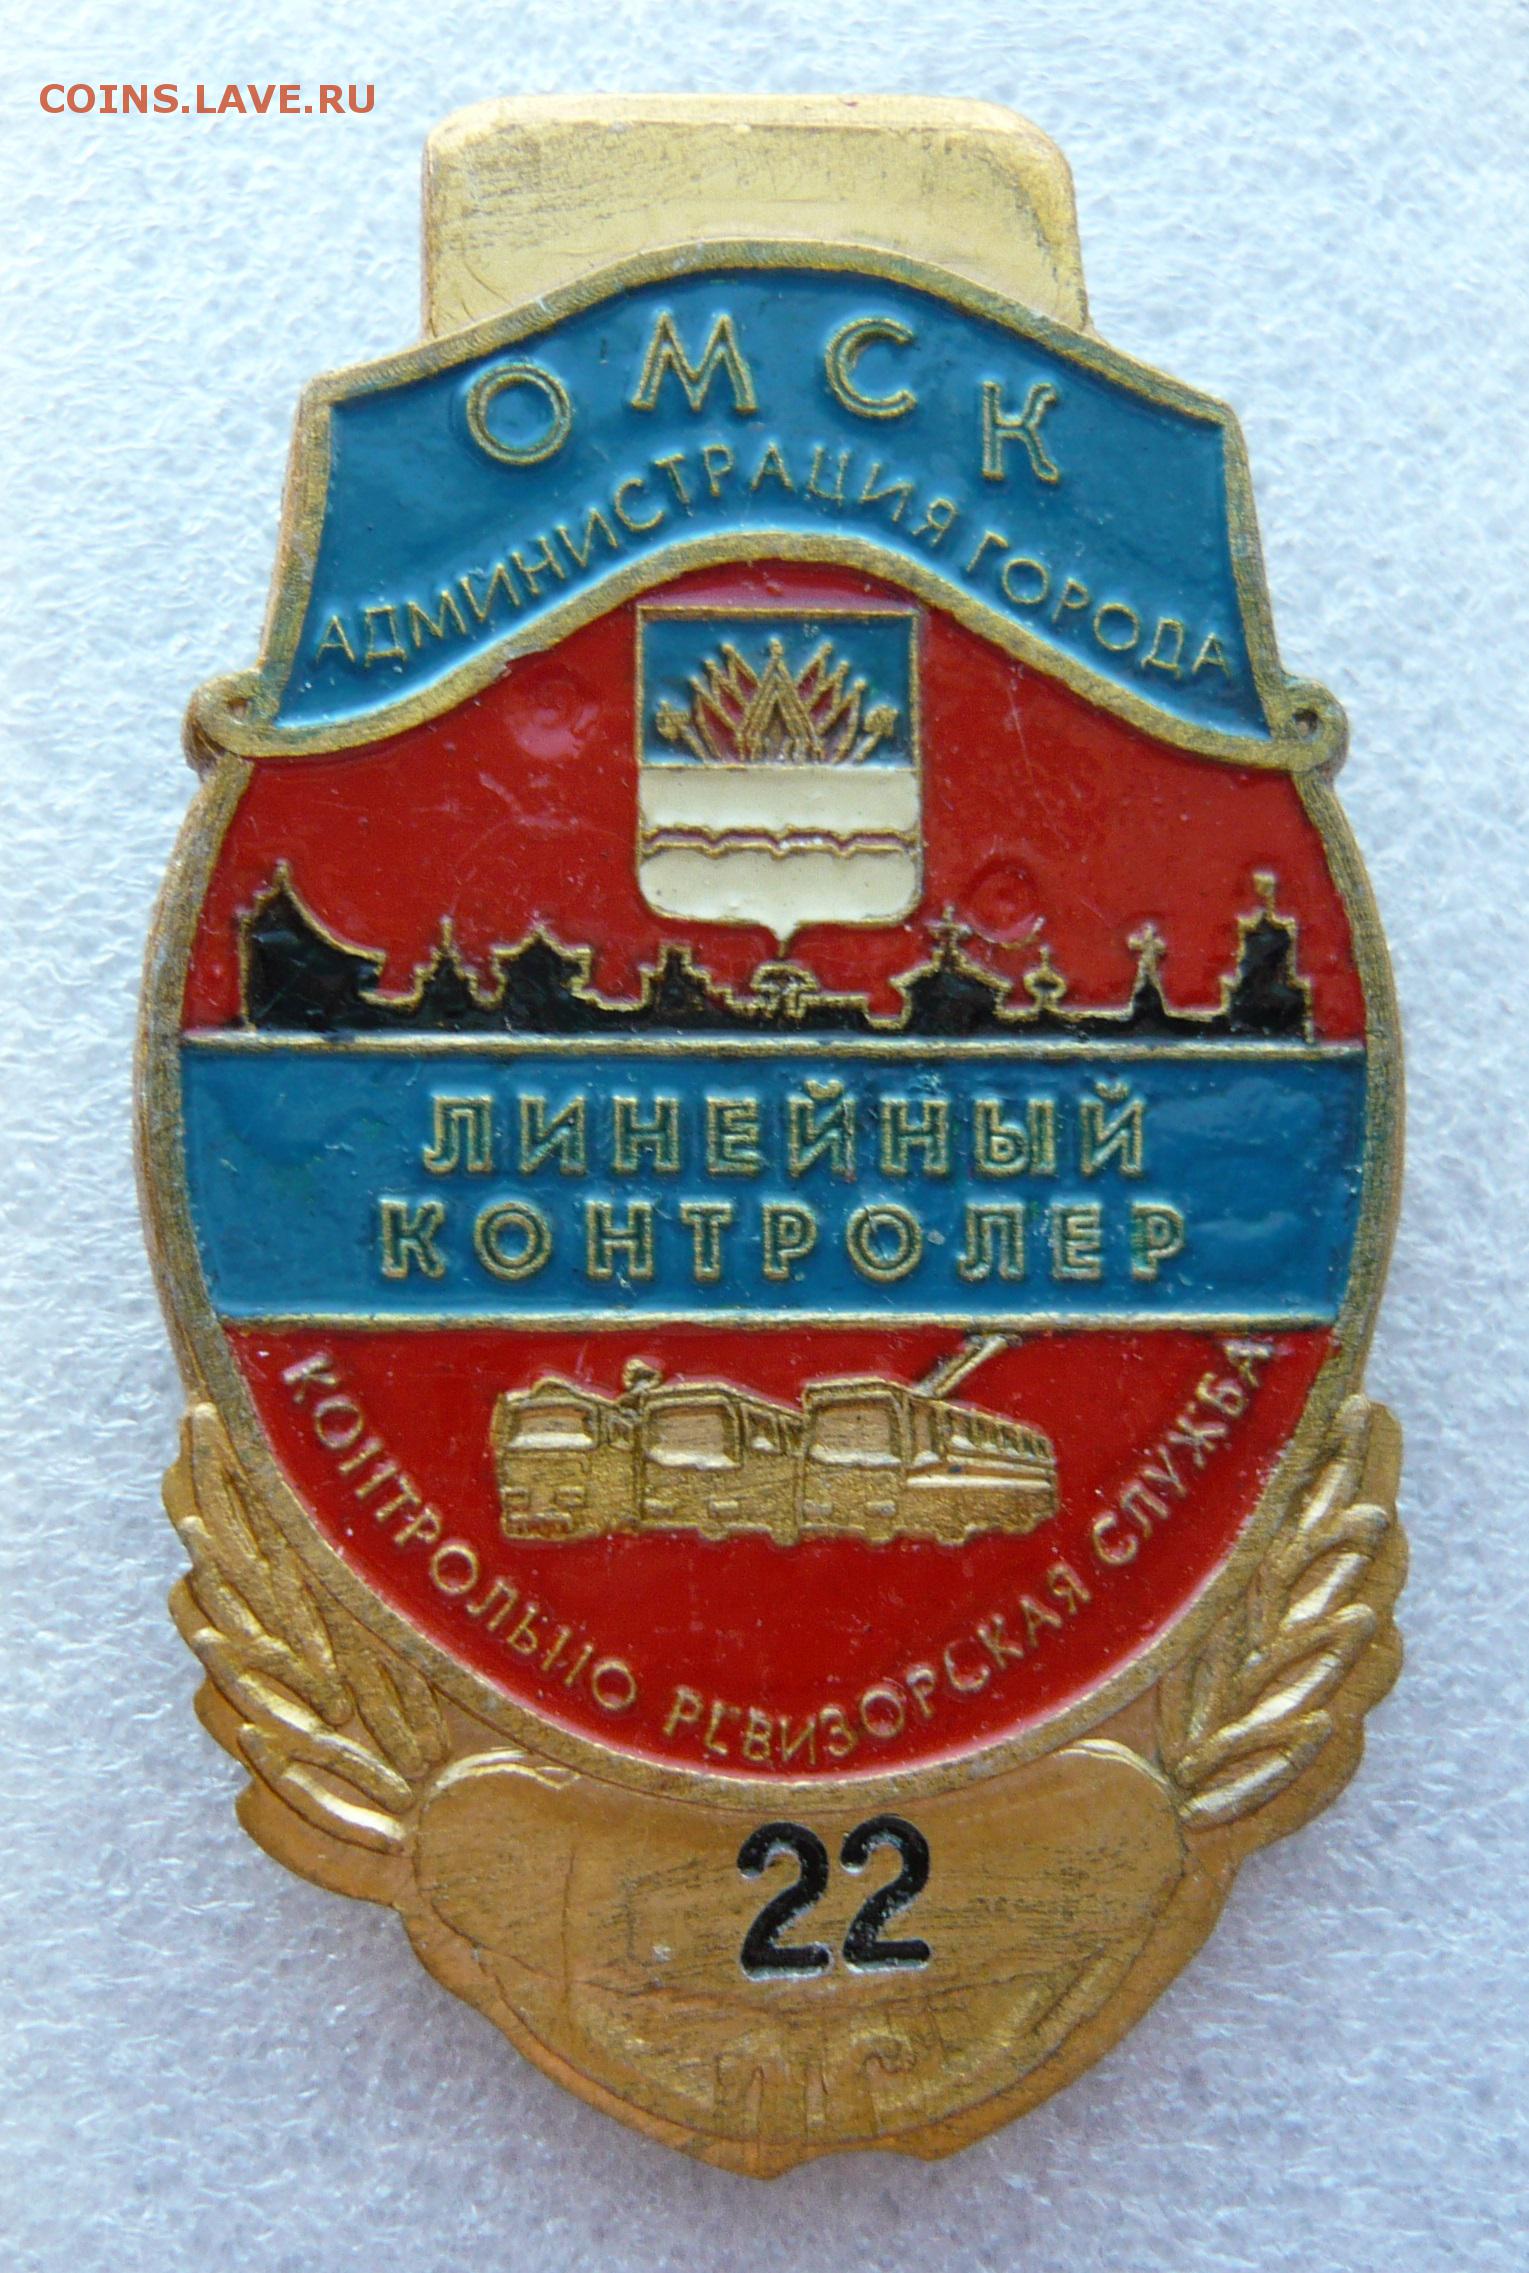 COINS.LAVE.RU
ОМСК
АДМИНИСТРАЦИЯ ГОРОДА
ЛИНЕЙНЫЙ
КОНТРОЛЕР
КОНТРОЛЬНО РЕВИЗОРСКАЯ СЛУЖБА
22